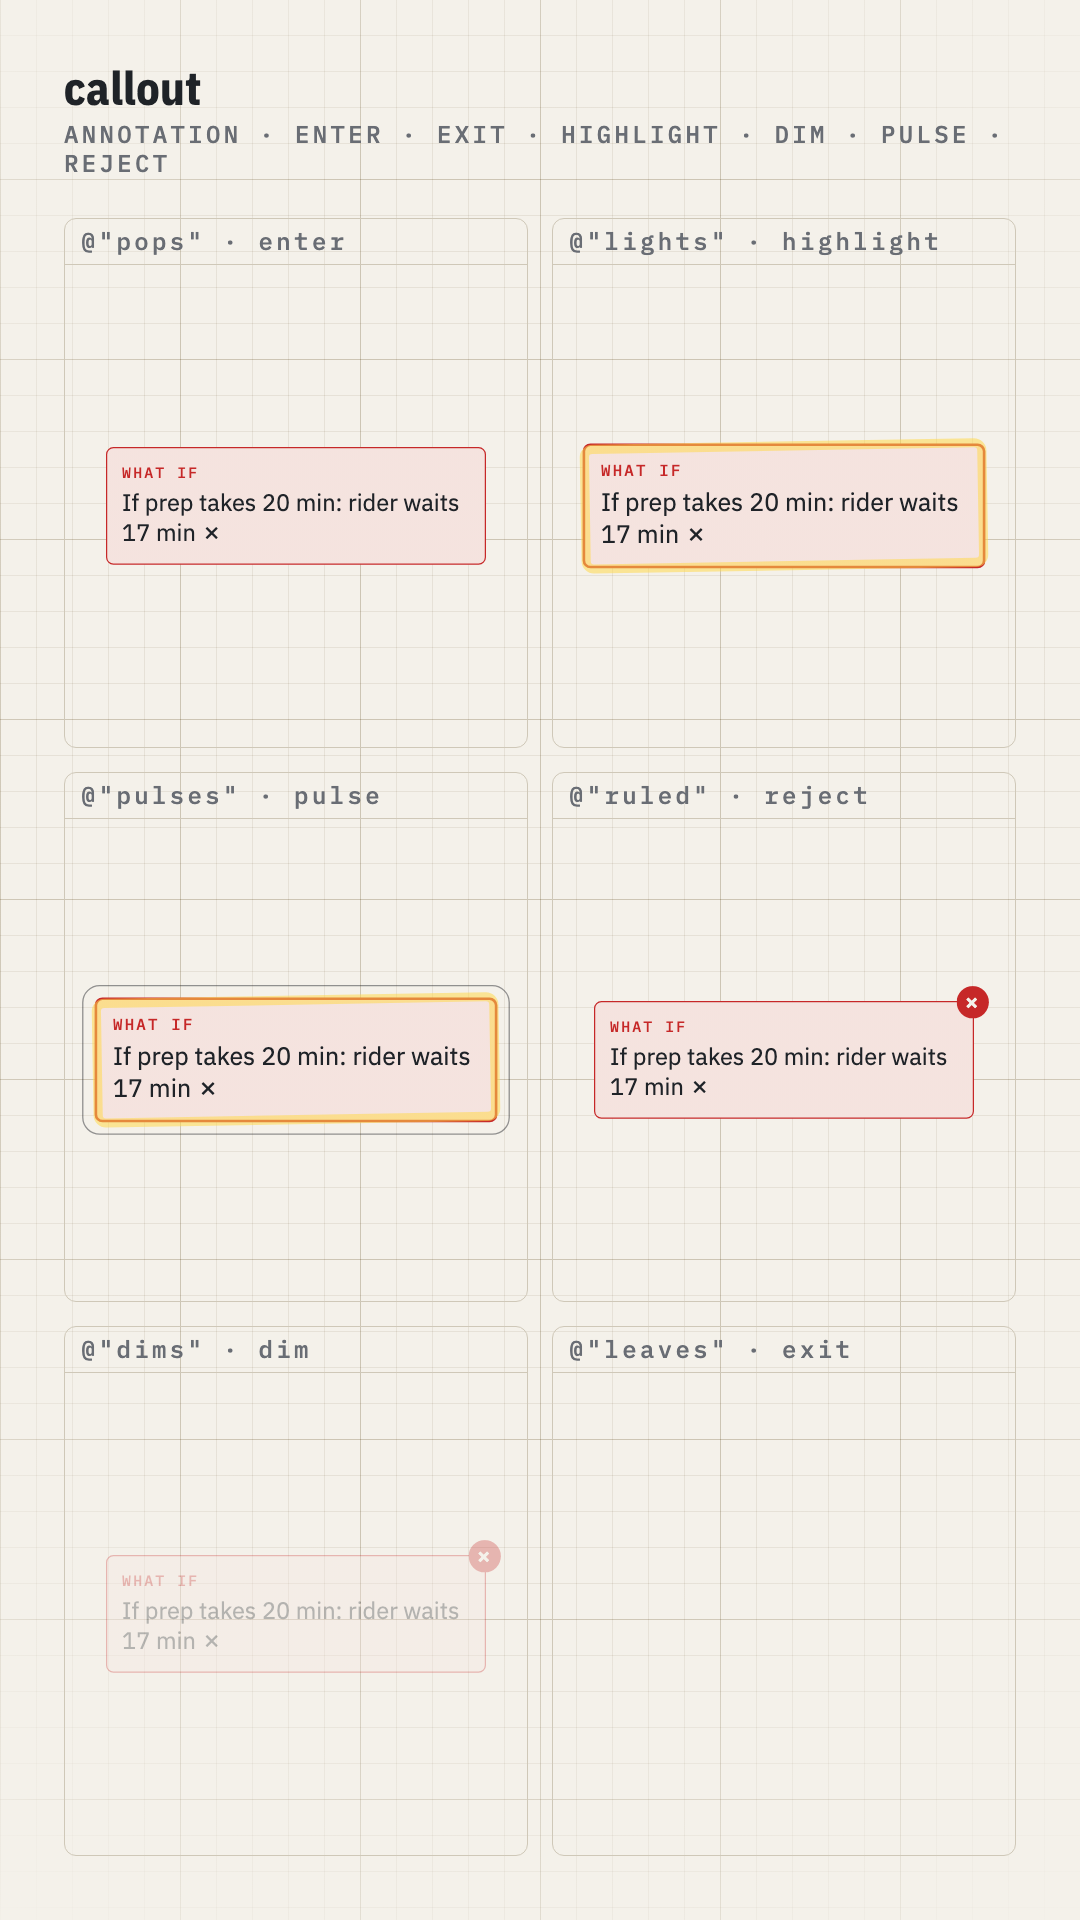 callout
ANNOTATION · ENTER · EXIT · HIGHLIGHT · DIM · PULSE ·
REJECT
@"pops" · enter
@"lights" · highlight
WHAT IF
If prep takes 20 min: rider waits
17 min ×
WHAT IF
If prep takes 20 min: rider waits
17 min ×
@"pulses" · pulse
@"ruled" · reject
WHAT IF
If prep takes 20 min: rider waits
17 min ×
WHAT IF
If prep takes 20 min: rider waits
17 min ×
@"dims" · dim
@"leaves" · exit
WHAT IF
If prep takes 20 min: rider waits
17 min ×